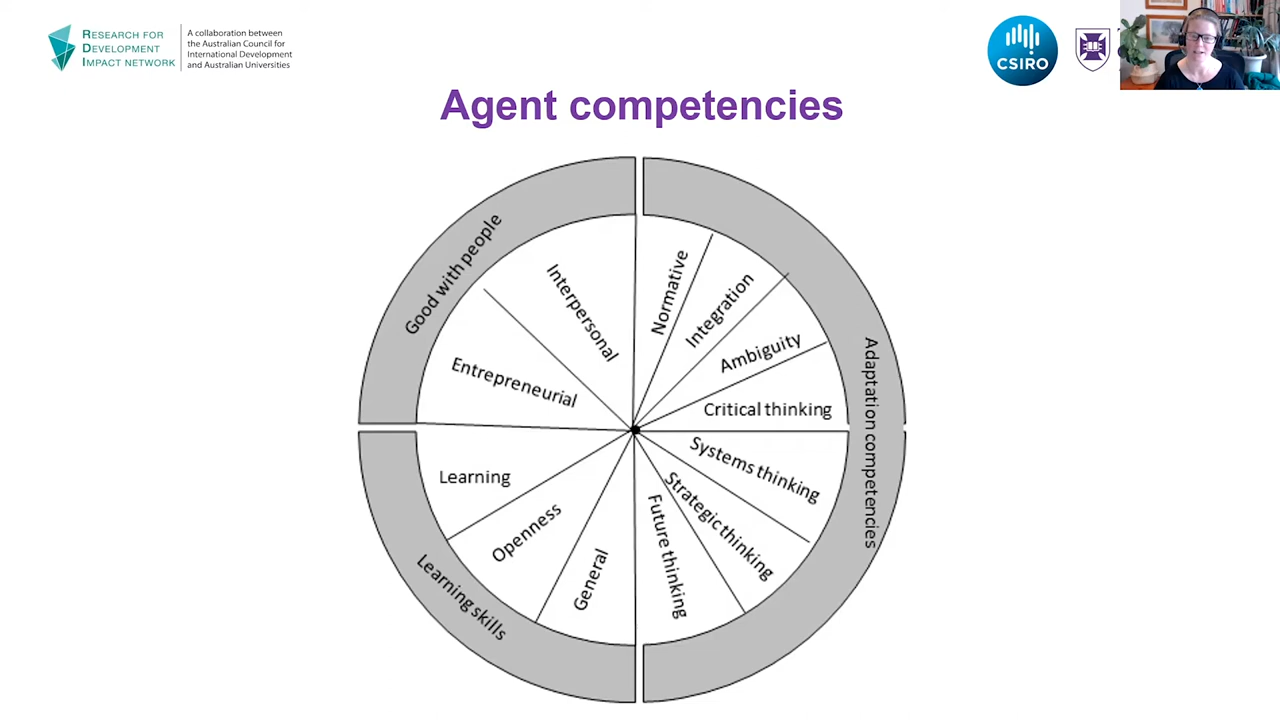 RESEARCH FOR
DEVELOPMENT
IMPACT NETWORK
A collaboration between
the Australian Council for
International Development
and Australian Universities
CSIRO
Agent competencies
Good with people
Interpersonal
Entrepreneurial
Normative
Integration
Ambiguity
Critical thinking
Adaptation competencies
Systems thinking
Strategic thinking
Future thinking
Learning
Openness
General
Learning skills